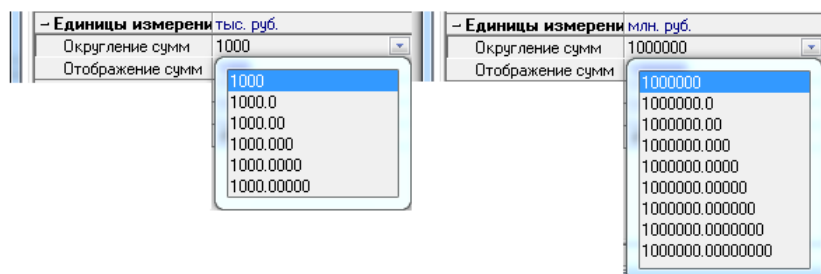 − Единицы измерени тыс. руб.
Округление сумм 1000
Отображение сумм
1000
1000.0
1000.00
1000.000
1000.0000
1000.00000
− Единицы измерени млн. руб.
Округление сумм 1000000
Отображение сумм
1000000
1000000.0
1000000.00
1000000.000
1000000.0000
1000000.00000
1000000.000000
1000000.0000000
1000000.00000000